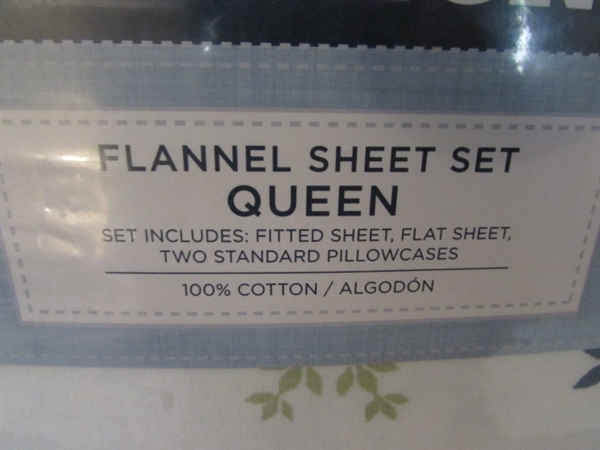 FLANNEL SHEET SET
QUEEN
SET INCLUDES: FITTED SHEET, FLAT SHEET,
TWO STANDARD PILLOWCASES
100% COTTON / ALGODÓN